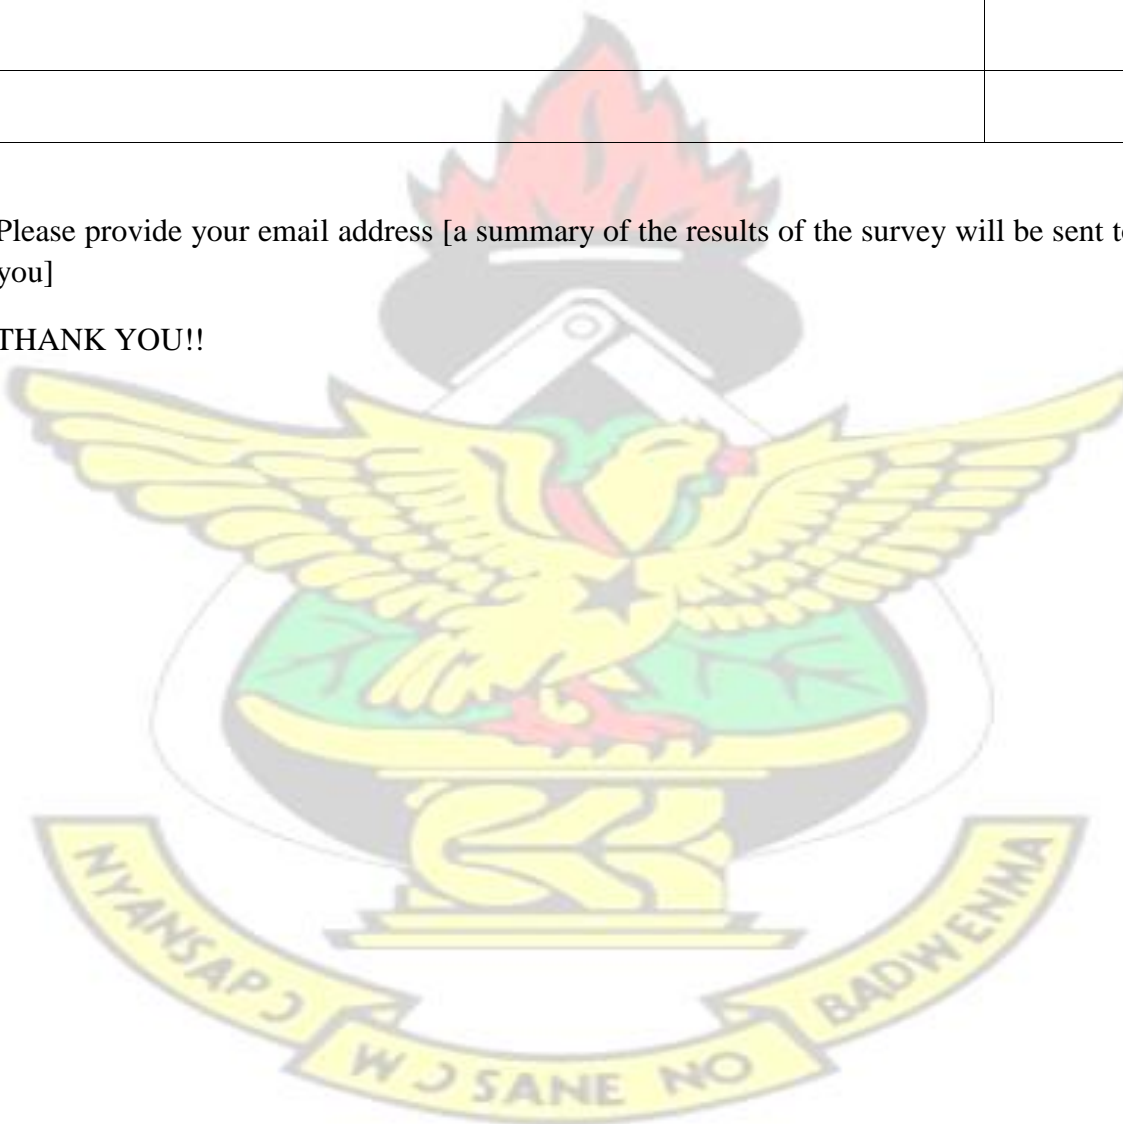 Please provide your email address [a summary of the results of the survey will be sent to
you]
THANK YOU!!
NYANSAPƆ
WƆSANE NO
BADWENMA